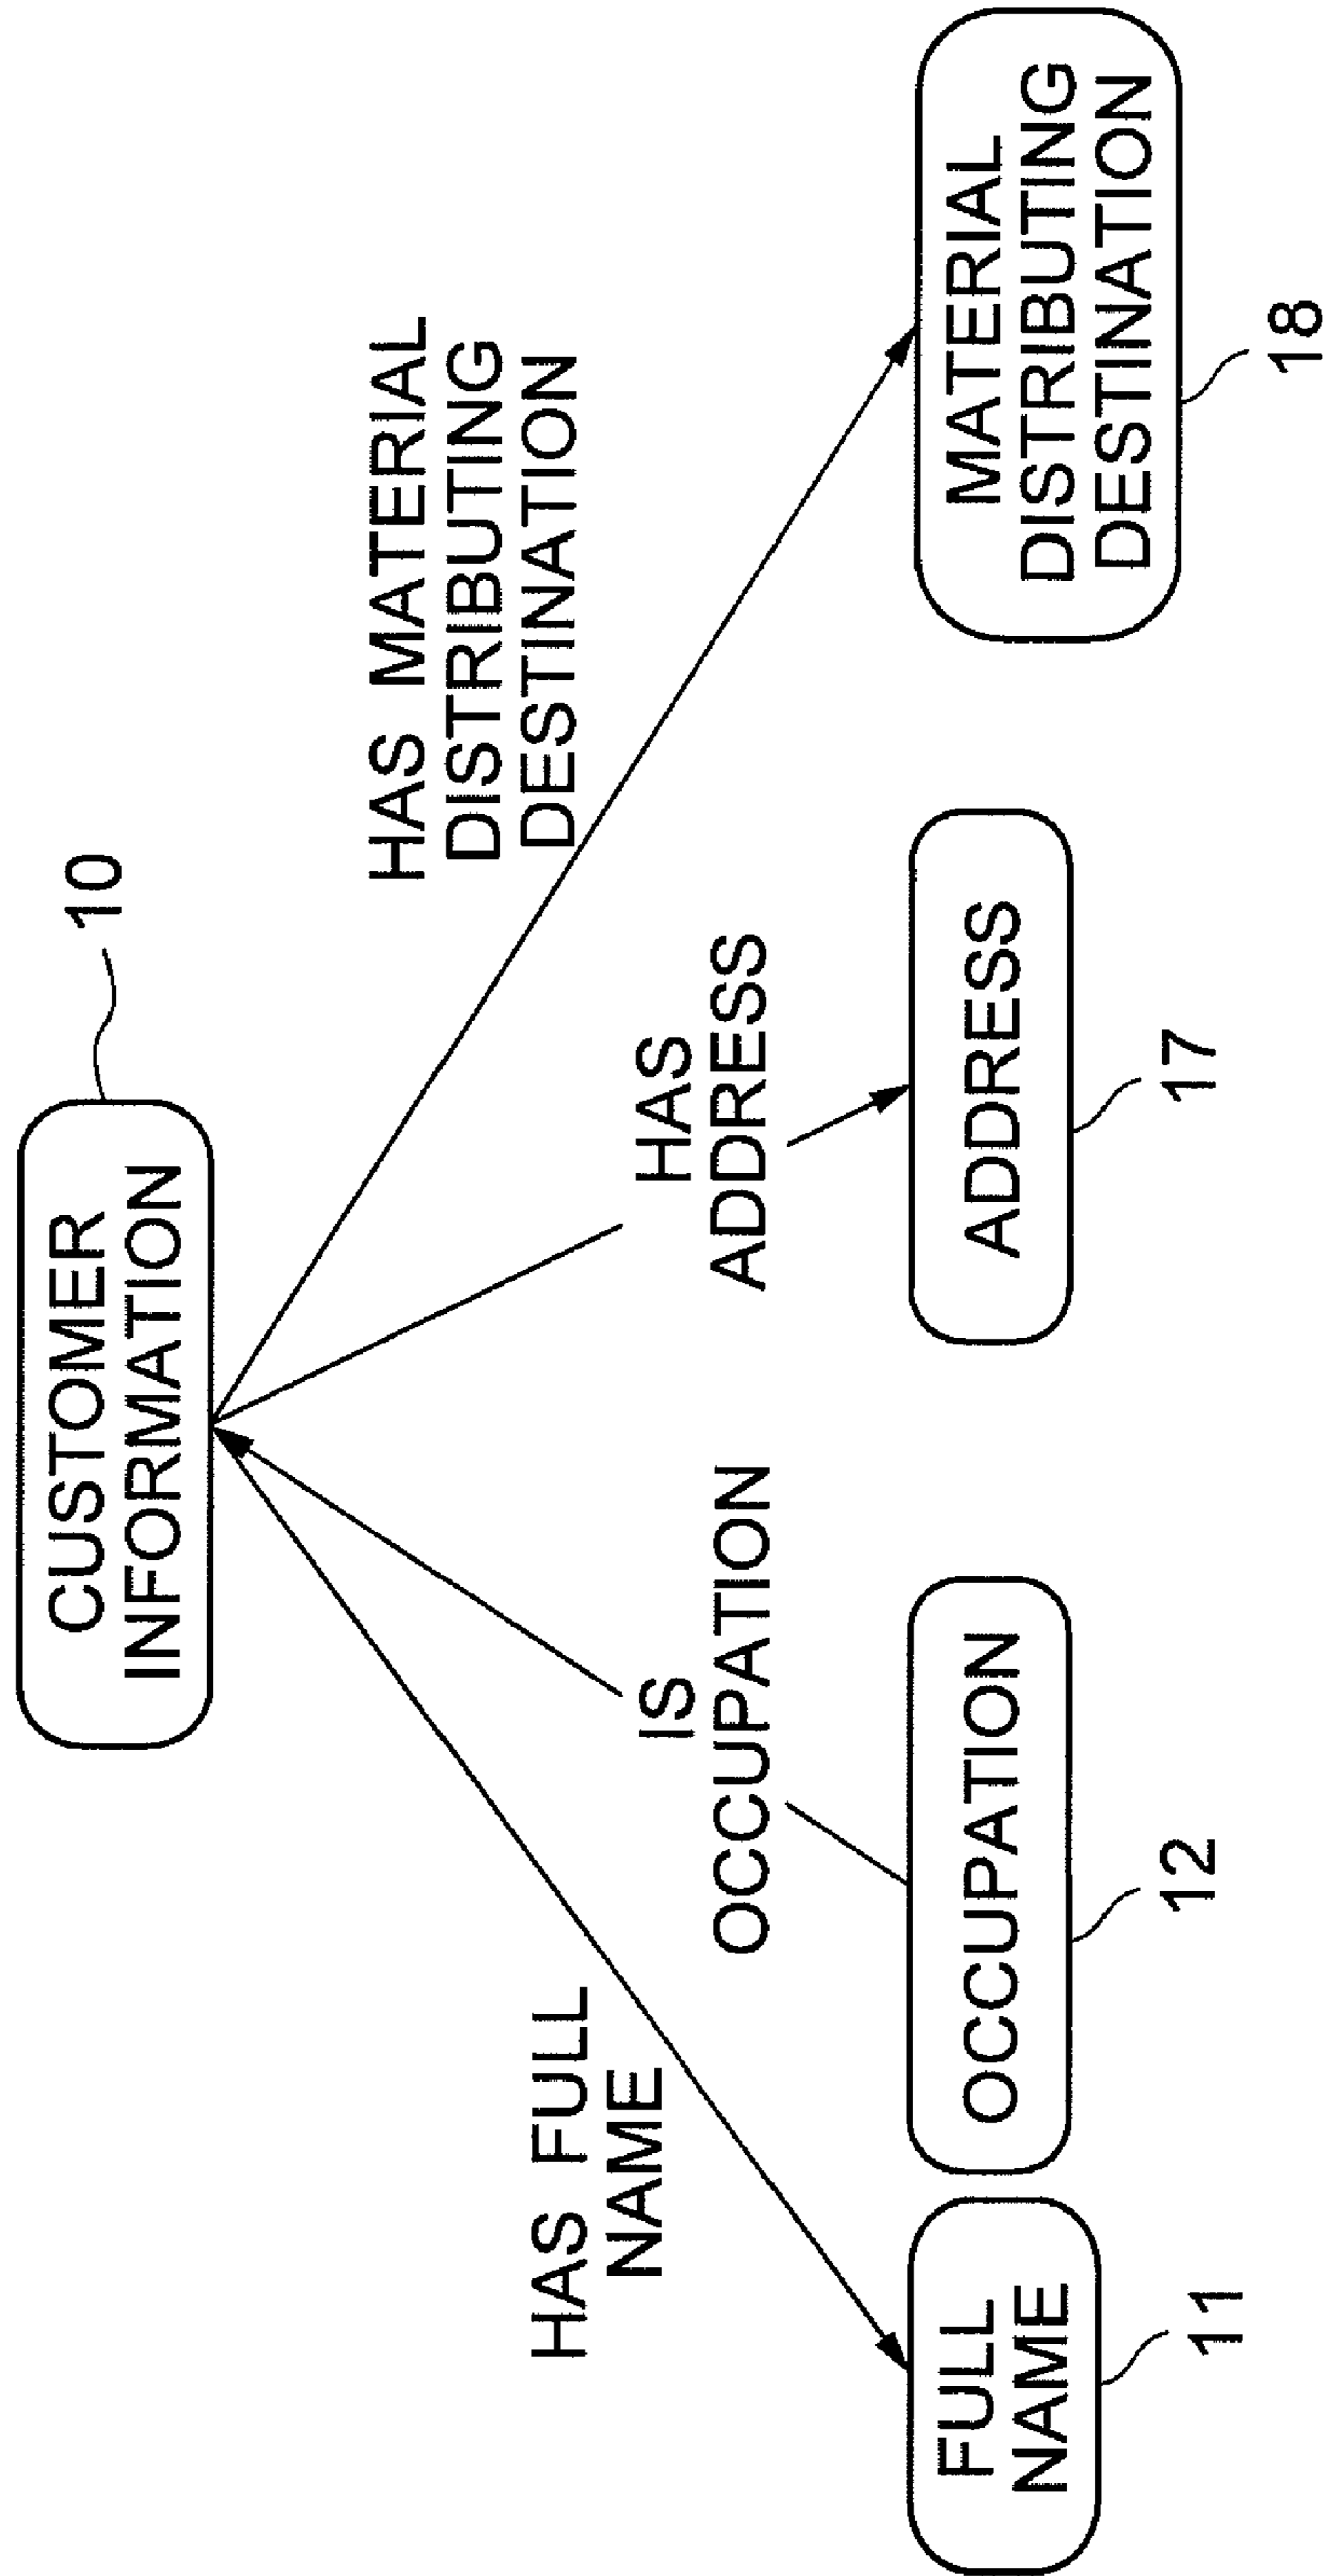 CUSTOMER
INFORMATION
10
HAS MATERIAL
DISTRIBUTING
DESTINATION
HAS FULL
NAME
IS
OCCUPATION
HAS
ADDRESS
FULL
NAME
11
OCCUPATION
12
ADDRESS
17
MATERIAL
DISTRIBUTING
DESTINATION
18